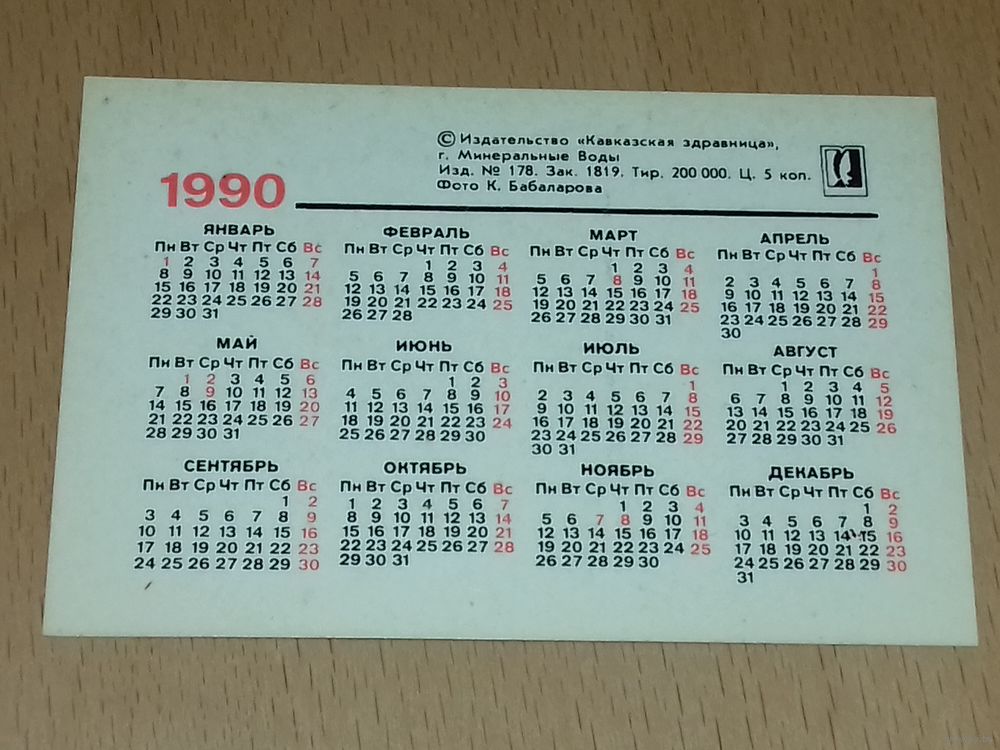 © Издательство «Кавказская здравница»,
г. Минеральные Воды
Изд. № 178. Зак. 1819. Тир. 200 000. Ц. 5 коп.
Фото К. Бабаларова
1990
ЯНВАРЬ
Пн Вт Ср Чт Пт Сб Вс
1 2 3 4 5 6 7
8 9 10 11 12 13 14
15 16 17 18 19 20 21
22 23 24 25 26 27 28
29 30 31
ФЕВРАЛЬ
Пн Вт Ср Чт Пт Сб Вс
1 2 3 4
5 6 7 8 9 10 11
12 13 14 15 16 17 18
19 20 21 22 23 24 25
26 27 28
МАРТ
Пн Вт Ср Чт Пт Сб Вс
1 2 3 4
5 6 7 8 9 10 11
12 13 14 15 16 17 18
19 20 21 22 23 24 25
26 27 28 29 30 31
АПРЕЛЬ
Пн Вт Ср Чт Пт Сб Вс
1
2 3 4 5 6 7 8
9 10 11 12 13 14 15
16 17 18 19 20 21 22
23 24 25 26 27 28 29
30
МАЙ
Пн Вт Ср Чт Пт Сб Вс
1 2 3 4 5 6
7 8 9 10 11 12 13
14 15 16 17 18 19 20
21 22 23 24 25 26 27
28 29 30 31
ИЮНЬ
Пн Вт Ср Чт Пт Сб Вс
1 2 3
4 5 6 7 8 9 10
11 12 13 14 15 16 17
18 19 20 21 22 23 24
25 26 27 28 29 30
ИЮЛЬ
Пн Вт Ср Чт Пт Сб Вс
1
2 3 4 5 6 7 8
9 10 11 12 13 14 15
16 17 18 19 20 21 22
23 24 25 26 27 28 29
30 31
АВГУСТ
Пн Вт Ср Чт Пт Сб Вс
1 2 3 4 5
6 7 8 9 10 11 12
13 14 15 16 17 18 19
20 21 22 23 24 25 26
27 28 29 30 31
СЕНТЯБРЬ
Пн Вт Ср Чт Пт Сб Вс
1 2
3 4 5 6 7 8 9
10 11 12 13 14 15 16
17 18 19 20 21 22 23
24 25 26 27 28 29 30
ОКТЯБРЬ
Пн Вт Ср Чт Пт Сб Вс
1 2 3 4 5 6 7
8 9 10 11 12 13 14
15 16 17 18 19 20 21
22 23 24 25 26 27 28
29 30 31
НОЯБРЬ
Пн Вт Ср Чт Пт Сб Вс
1 2 3 4
5 6 7 8 9 10 11
12 13 14 15 16 17 18
19 20 21 22 23 24 25
26 27 28 29 30
ДЕКАБРЬ
Пн Вт Ср Чт Пт Сб Вс
1 2
3 4 5 6 7 8 9
10 11 12 13 14 15 16
17 18 19 20 21 22 23
24 25 26 27 28 29 30
31